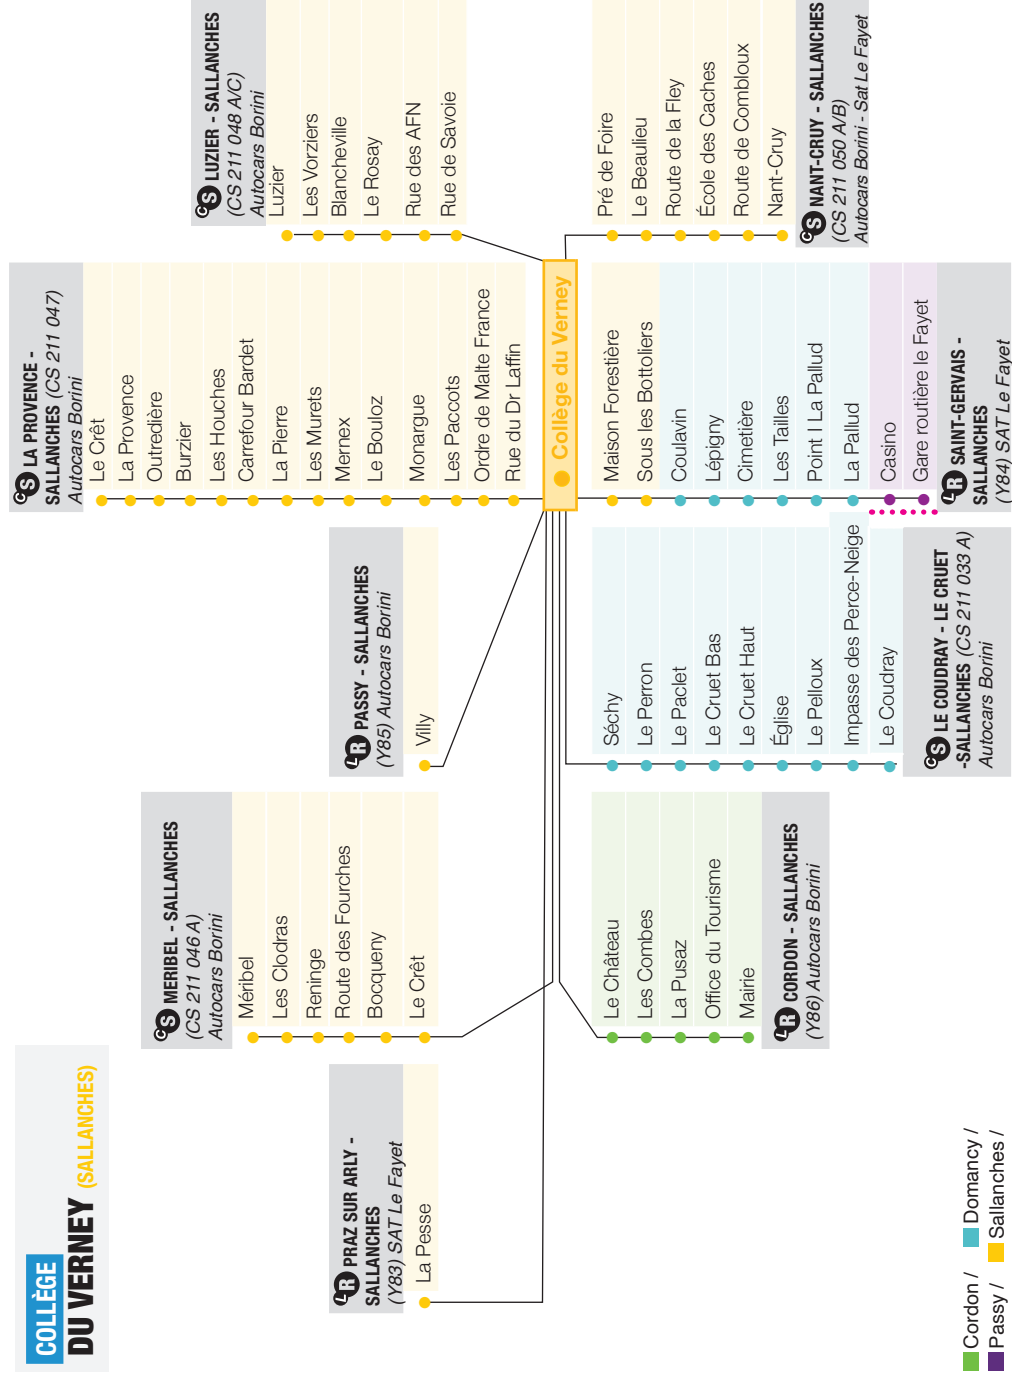 COLLÈGE
DU VERNEY (SALLANCHES)
LR PRAZ SUR ARLY -
SALLANCHES
(Y83) SAT Le Fayet
La Pesse
CS MERIBEL - SALLANCHES
(CS 211 046 A)
Autocars Borini
Méribel
Les Clodras
Reninge
Route des Fourches
Bocqueny
Le Crêt
LR PASSY - SALLANCHES
(Y85) Autocars Borini
Villy
CS LA PROVENCE -
SALLANCHES (CS 211 047)
Autocars Borini
Le Crêt
La Provence
Outredière
Burzier
Les Houches
Carrefour Bardet
La Pierre
Les Murets
Mernex
Le Bouloz
Monargue
Les Paccots
Ordre de Malte France
Rue du Dr Laffin
CS LUZIER - SALLANCHES
(CS 211 048 A/C)
Autocars Borini
Luzier
Les Vorziers
Blancheville
Le Rosay
Rue des AFN
Rue de Savoie
Collège du Verney
Le Château
Les Combes
La Pusaz
Office du Tourisme
Mairie
LR CORDON - SALLANCHES
(Y86) Autocars Borini
Séchy
Le Perron
Le Paclet
Le Cruet Bas
Le Cruet Haut
Église
Le Pelloux
Impasse des Perce-Neige
Le Coudray
CS LE COUDRAY - LE CRUET
-SALLANCHES (CS 211 033 A)
Autocars Borini
Maison Forestière
Sous les Bottoliers
Coulavin
Lépigny
Cimetière
Les Tailles
Point I La Pallud
La Pallud
Casino
Gare routière le Fayet
LR SAINT-GERVAIS -
SALLANCHES
(Y84) SAT Le Fayet
Pré de Foire
Le Beaulieu
Route de la Fley
École des Caches
Route de Combloux
Nant-Cruy
CS NANT-CRUY - SALLANCHES
(CS 211 050 A/B)
Autocars Borini - Sat Le Fayet
Cordon / Domancy /
Passy / Sallanches /